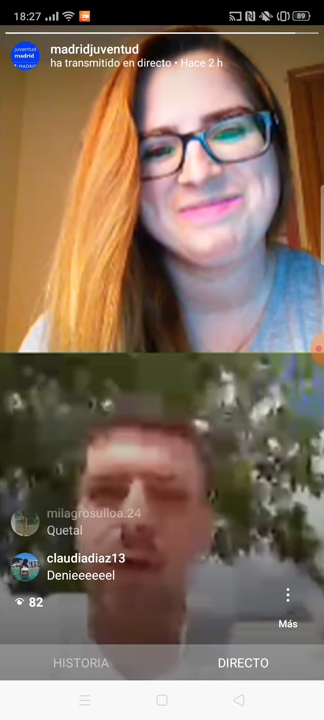 18:27
89
juventud
madrid
madridjuventud
ha transmitido en directo • Hace 2 h
milagrosulloa.24
Quetal
claudiadiaz13
Denieeeeeel
82
Más
HISTORIA
DIRECTO